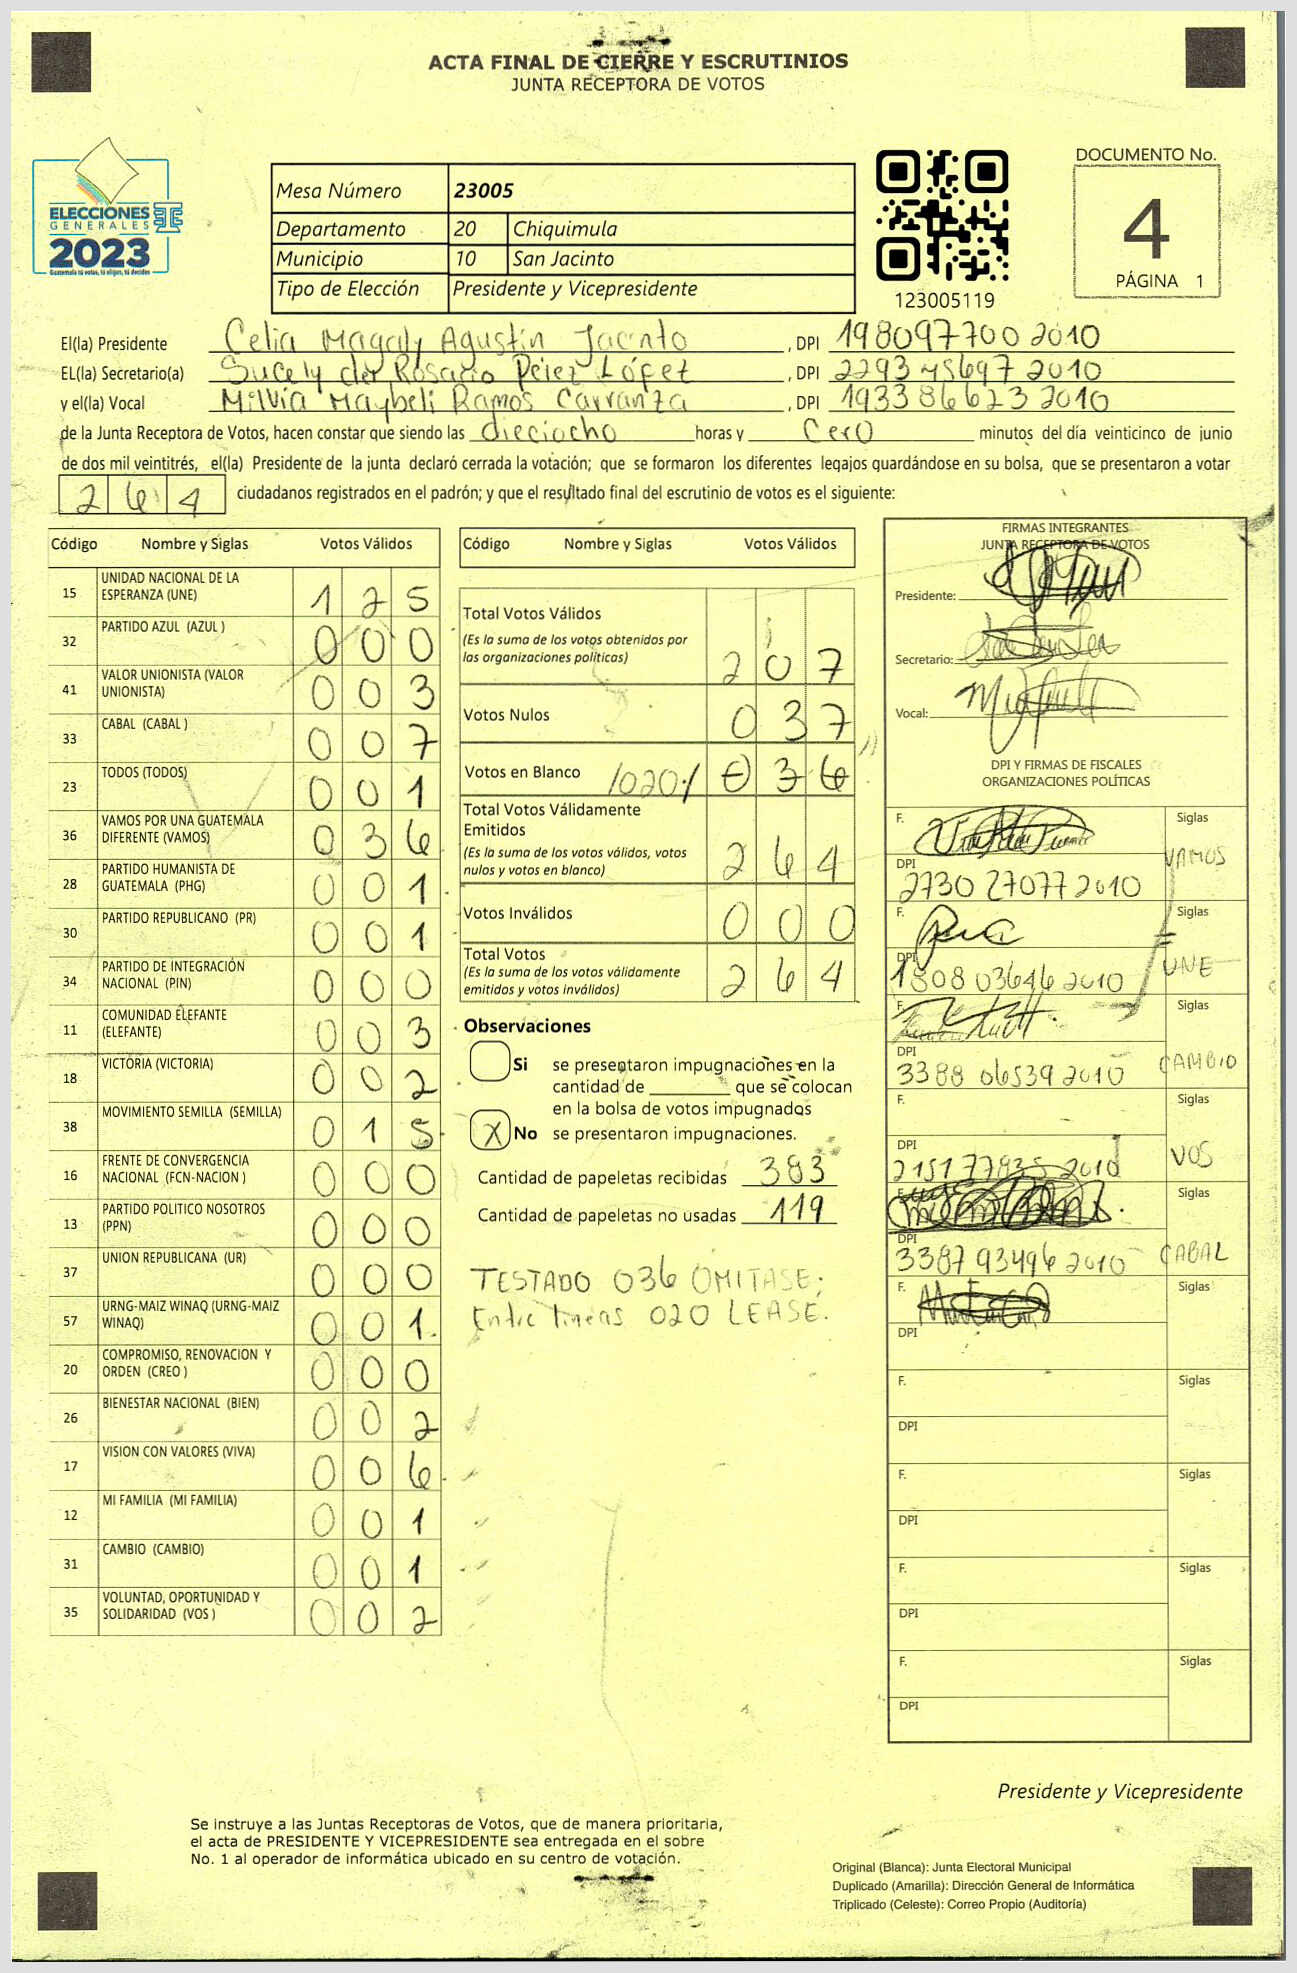 ACTA FINAL DE CIERRE Y ESCRUTINIOS
JUNTA RECEPTORA DE VOTOS
ELECCIONES
GENERALES
2023
Guatemala tú votas, tú eliges, tú decides
Mesa Número 23005
Departamento 20 Chiquimula
Municipio 10 San Jacinto
Tipo de Elección Presidente y Vicepresidente
123005119
DOCUMENTO No.
4
PÁGINA 1
El(la) Presidente Celia Magaly Agustín Jacinto, DPI 198097700 2010
EL(la) Secretario(a) Sucely del Rosario Pérez López, DPI 2293 45697 2010
y el(la) Vocal Milvia Maybeli Ramos Carranza, DPI 193386623 2010
de la Junta Receptora de Votos, hacen constar que siendo las dieciocho horas y Cero minutos del día veinticinco de junio
de dos mil veintitrés, el(la) Presidente de la junta declaró cerrada la votación; que se formaron los diferentes legajos quardándose en su bolsa, que se presentaron a votar
264 ciudadanos registrados en el padrón; y que el resultado final del escrutinio de votos es el siguiente:
Código Nombre y Siglas Votos Válidos
15 UNIDAD NACIONAL DE LA ESPERANZA (UNE) 1 2 5
32 PARTIDO AZUL (AZUL ) 0 0 0
41 VALOR UNIONISTA (VALOR UNIONISTA) 0 0 3
33 CABAL (CABAL ) 0 0 7
23 TODOS (TODOS) 0 0 1
36 VAMOS POR UNA GUATEMALA DIFERENTE (VAMOS) 0 3 6
28 PARTIDO HUMANISTA DE GUATEMALA (PHG) 0 0 1
30 PARTIDO REPUBLICANO (PR) 0 0 1
34 PARTIDO DE INTEGRACIÓN NACIONAL (PIN) 0 0 0
11 COMUNIDAD ELEFANTE (ELEFANTE) 0 0 3
18 VICTORIA (VICTORIA) 0 0 2
38 MOVIMIENTO SEMILLA (SEMILLA) 0 1 5
16 FRENTE DE CONVERGENCIA NACIONAL (FCN-NACION ) 0 0 0
13 PARTIDO POLITICO NOSOTROS (PPN) 0 0 0
37 UNION REPUBLICANA (UR) 0 0 0
57 URNG-MAIZ WINAQ (URNG-MAIZ WINAQ) 0 0 1
20 COMPROMISO, RENOVACION Y ORDEN (CREO ) 0 0 0
26 BIENESTAR NACIONAL (BIEN) 0 0 2
17 VISION CON VALORES (VIVA) 0 0 6
12 MI FAMILIA (MI FAMILIA) 0 0 1
31 CAMBIO (CAMBIO) 0 0 1
35 VOLUNTAD, OPORTUNIDAD Y SOLIDARIDAD (VOS ) 0 0 2
Código Nombre y Siglas Votos Válidos
Total Votos Válidos
(Es la suma de los votos obtenidos por
las organizaciones políticas) 2 0 7
Votos Nulos 0 3 7
Votos en Blanco /020/ 0 3 6
Total Votos Válidamente
Emitidos
(Es la suma de los votos válidos, votos
nulos y votos en blanco) 2 6 4
Votos Inválidos 0 0 0
Total Votos
(Es la suma de los votos válidamente
emitidos y votos inválidos) 2 6 4
Observaciones
Si se presentaron impugnaciones en la
cantidad de ______ que se colocan
en la bolsa de votos impugnados
X No se presentaron impugnaciones.
Cantidad de papeletas recibidas 383
Cantidad de papeletas no usadas 119
TESTADO 036 OMITASE;
Entre lineas 020 LEASE.
FIRMAS INTEGRANTES
JUNTA RECEPTORA DE VOTOS
Presidente:
Secretario:
Vocal:
DPI Y FIRMAS DE FISCALES
ORGANIZACIONES POLÍTICAS
F. Siglas
VAMOS
DPI
2730 27077 2010
F. Siglas
UNE
DPI
1808 03646 2010
F. Siglas
DPI
3388 06539 2010 CAMBIO
F. Siglas
DPI
2151 77835 2010 VOS
F. Siglas
DPI
3387 93496 2010 CABAL
F. Siglas
DPI
F. Siglas
DPI
F. Siglas
DPI
F. Siglas
DPI
F. Siglas
DPI
Presidente y Vicepresidente
Se instruye a las Juntas Receptoras de Votos, que de manera prioritaria,
el acta de PRESIDENTE Y VICEPRESIDENTE sea entregada en el sobre
No. 1 al operador de informática ubicado en su centro de votación.
Original (Blanca): Junta Electoral Municipal
Duplicado (Amarilla): Dirección General de Informática
Triplicado (Celeste): Correo Propio (Auditoría)